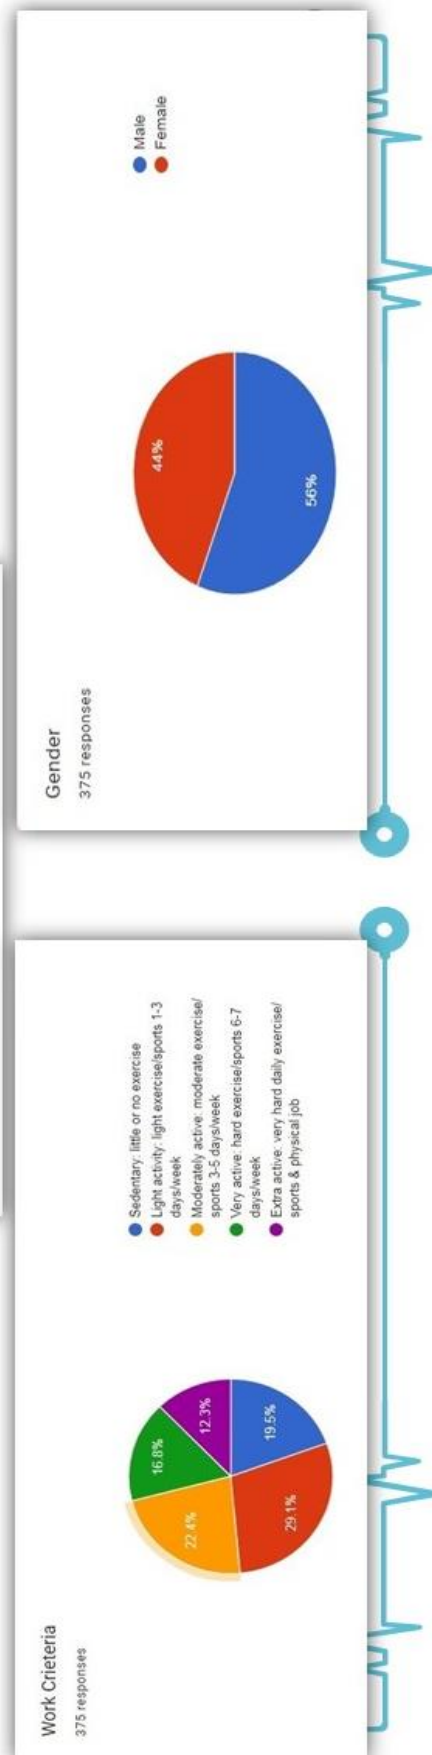 Work Crieteria
375 responses
19.5%
29.1%
22.4%
16.8%
12.3%
Sedentary: little or no exercise
Light activity: light exercise/sports 1-3
days/week
Moderately active: moderate exercise/
sports 3-5 days/week
Very active: hard exercise/sports 6-7
days/week
Extra active: very hard daily exercise/
sports & physical job
Gender
375 responses
44%
56%
Male
Female